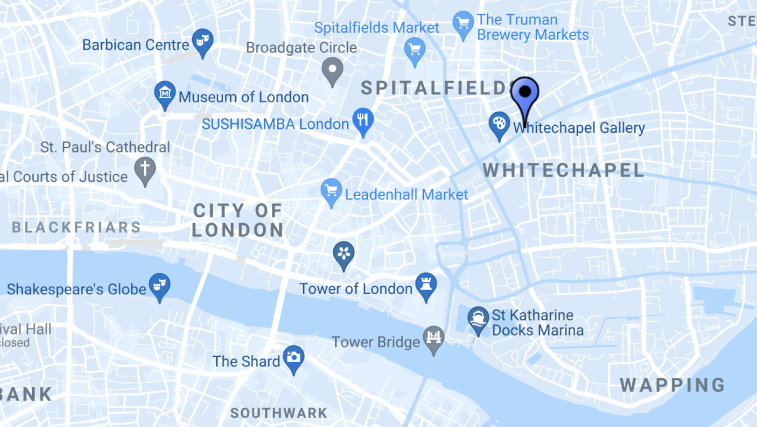 Spitalfields Market
The Truman
Brewery Markets
STE
Barbican Centre
Broadgate Circle
SPITALFIELDS
Museum of London
SUSHISAMBA London
Whitechapel Gallery
St. Paul's Cathedral
al Courts of Justice
WHITECHAPEL
Leadenhall Market
CITY OF
LONDON
BLACKFRIARS
Shakespeare's Globe
Tower of London
St Katharine
Docks Marina
ival Hall
closed
Tower Bridge
The Shard
BANK
WAPPING
SOUTHWARK